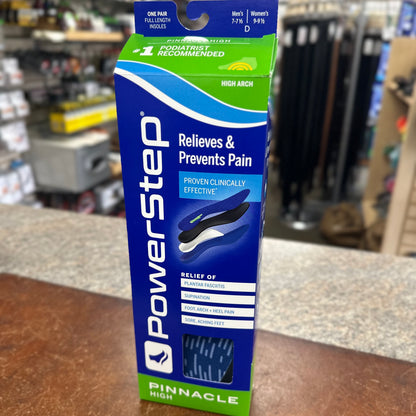 ONE PAIR
FULL LENGTH
INSOLES
Men's
7-7½
Women's
9-9½
D
PINNACLE HIGH
#1 PODIATRIST
RECOMMENDED
HIGH ARCH
PowerStep®
Relieves &
Prevents Pain
PROVEN CLINICALLY
EFFECTIVE*
RELIEF OF
PLANTAR FASCIITIS
SUPINATION
FOOT, ARCH + HEEL PAIN
SORE, ACHING FEET
PINNACLE
HIGH